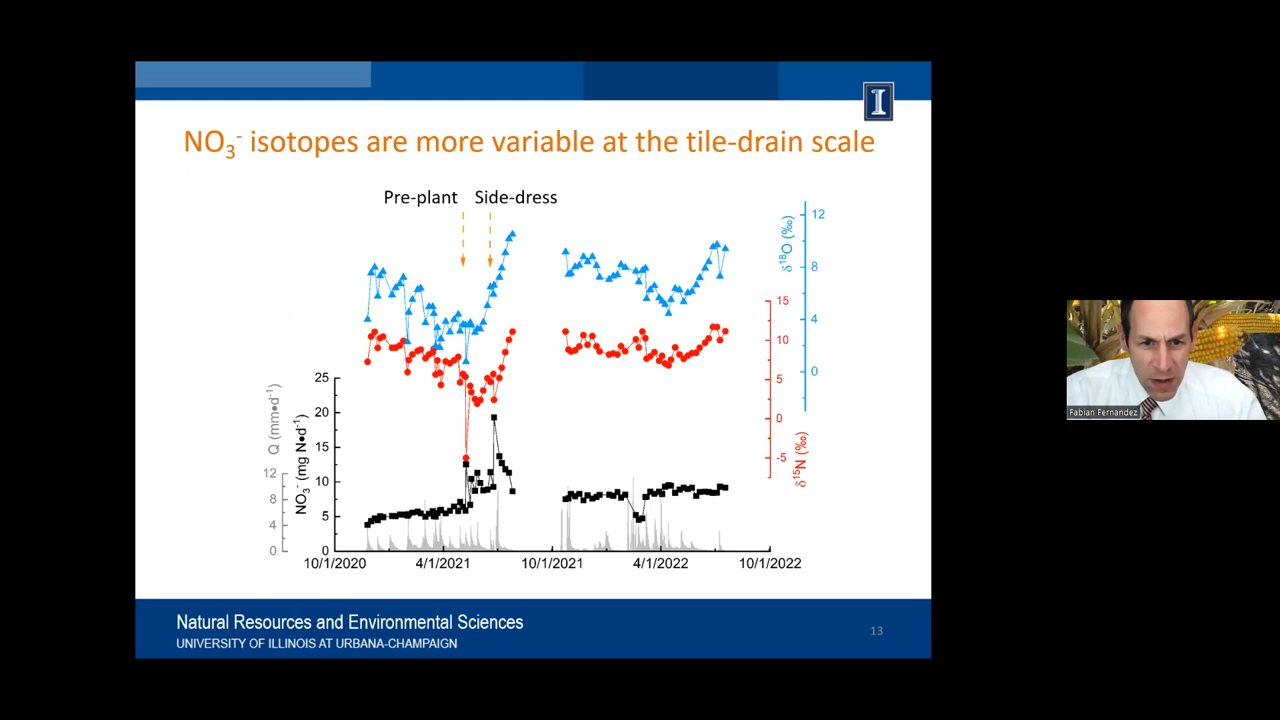 I
NO3- isotopes are more variable at the tile-drain scale
Pre-plant Side-dress
12
8
4
0
δ18O (‰)
15
10
5
0
-5
δ15N (‰)
25
20
15
10
5
0
NO3- (mg N•d-1)
12
8
4
0
Q (mm•d-1)
10/1/2020 4/1/2021 10/1/2021 4/1/2022 10/1/2022
Natural Resources and Environmental Sciences
UNIVERSITY OF ILLINOIS AT URBANA-CHAMPAIGN
13
Fabian Fernandez